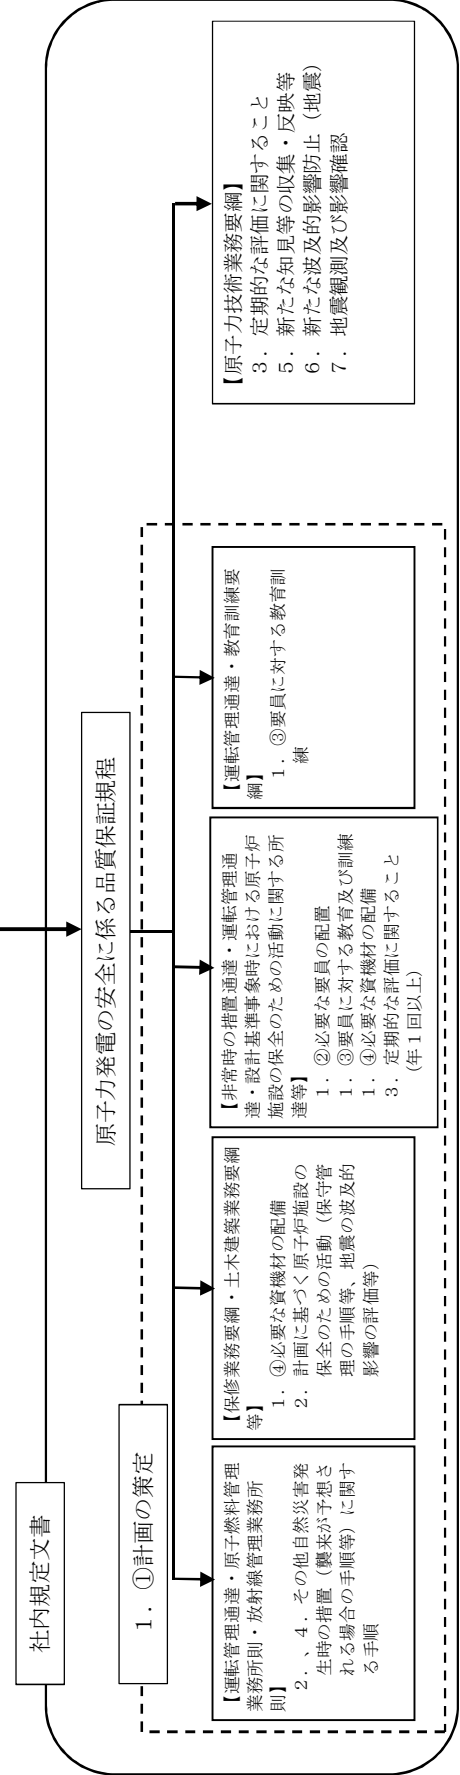 社内規定文書
原子力発電の安全に係る品質保証規程
１．①計画の策定
【運転管理通達・原子燃料管理
業務所則・放射線管理業務所
則】
２．、４．その他自然災害発
生時の措置（襲来が予想さ
れる場合の手順等）に関す
る手順
【保修業務要綱・土木建築業務要綱
等】
１．④必要な資機材の配備
２．計画に基づく原子炉施設の
保全のための活動（保守管
理の手順等、地震の波及的
影響の評価等）
【非常時の措置通達・運転管理通
達・設計基準事象時における原子炉
施設の保全のための活動に関する所
達等】
１．②必要な要員の配置
１．③要員に対する教育及び訓練
１．④必要な資機材の配備
３．定期的な評価に関すること
（年１回以上）
【運転管理通達・教育訓練要
綱】
１．③要員に対する教育訓
練
【原子力技術業務要綱】
３．定期的な評価に関すること
５．新たな知見等の収集・反映等
６．新たな波及的影響防止（地震）
７．地震観測及び影響確認